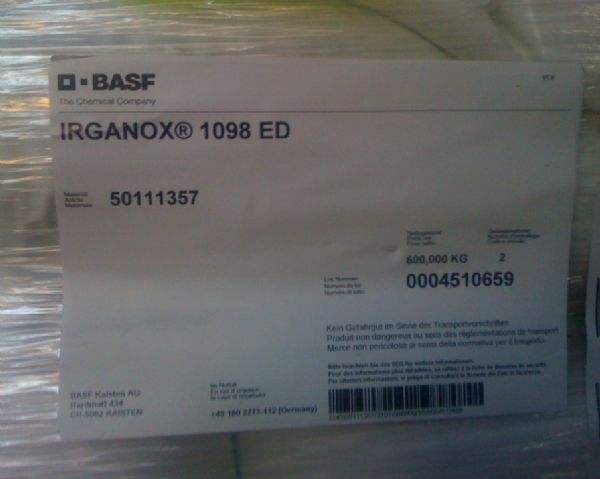 BASF
The Chemical Company
IRGANOX® 1098 ED
Material
50111357
600,000 KG 2
0004510659
Kein Gefahrgut im Sinne der Transportvorschriften
Produit non dangereux au sens des réglementations de transport
Merce non pericolosa ai sensi della normativa per il trasporto
BASF Kaisten AG
Hardmatt 434
CH 5082 KAISTEN
+49 180 2273-112 (Germany)